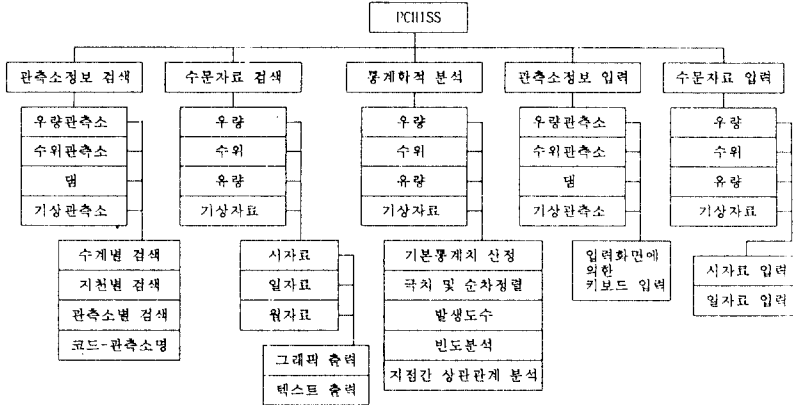 PCHISS
관측소정보 검색
수문자료 검색
통계학적 분석
관측소정보 입력
수문자료 입력
우량관측소
수위관측소
댐
기상관측소
우량
수위
유량
기상자료
우량
수위
유량
기상자료
우량관측소
수위관측소
댐
기상관측소
우량
수위
유량
기상자료
수계별 검색
지천별 검색
관측소별 검색
코드-관측소명
시자료
일자료
월자료
그래픽 출력
텍스트 출력
기본통계치 산정
극치 및 순차정렬
발생도수
빈도분석
지점간 상관관계 분석
입력화면에
의한
키보드 입력
시자료 입력
일자료 입력